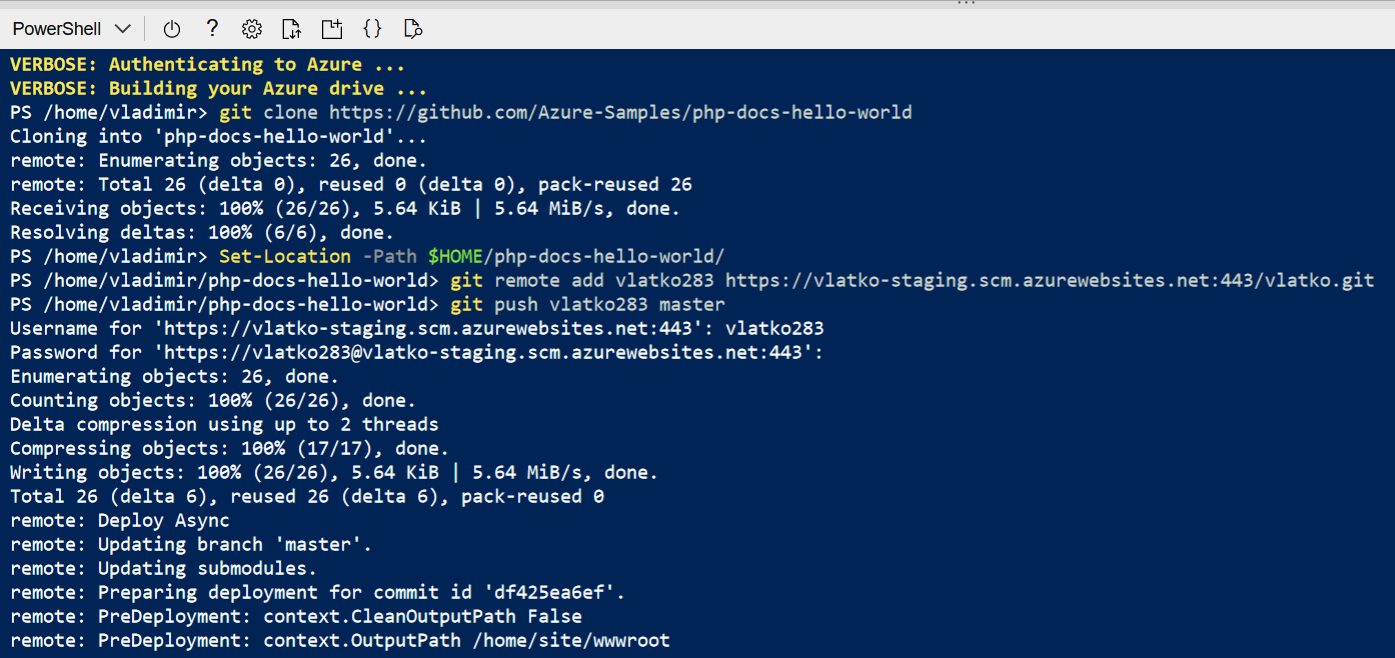 PowerShell
VERBOSE: Authenticating to Azure ...
VERBOSE: Building your Azure drive ...
PS /home/vladimir> git clone https://github.com/Azure-Samples/php-docs-hello-world
Cloning into 'php-docs-hello-world'...
remote: Enumerating objects: 26, done.
remote: Total 26 (delta 0), reused 0 (delta 0), pack-reused 26
Receiving objects: 100% (26/26), 5.64 KiB | 5.64 MiB/s, done.
Resolving deltas: 100% (6/6), done.
PS /home/vladimir> Set-Location -Path $HOME/php-docs-hello-world/
PS /home/vladimir/php-docs-hello-world> git remote add vlatko283 https://vlatko-staging.scm.azurewebsites.net:443/vlatko.git
PS /home/vladimir/php-docs-hello-world> git push vlatko283 master
Username for 'https://vlatko-staging.scm.azurewebsites.net:443': vlatko283
Password for 'https://vlatko283@vlatko-staging.scm.azurewebsites.net:443':
Enumerating objects: 26, done.
Counting objects: 100% (26/26), done.
Delta compression using up to 2 threads
Compressing objects: 100% (17/17), done.
Writing objects: 100% (26/26), 5.64 KiB | 5.64 MiB/s, done.
Total 26 (delta 6), reused 26 (delta 6), pack-reused 0
remote: Deploy Async
remote: Updating branch 'master'.
remote: Updating submodules.
remote: Preparing deployment for commit id 'df425ea6ef'.
remote: PreDeployment: context.CleanOutputPath False
remote: PreDeployment: context.OutputPath /home/site/wwwroot